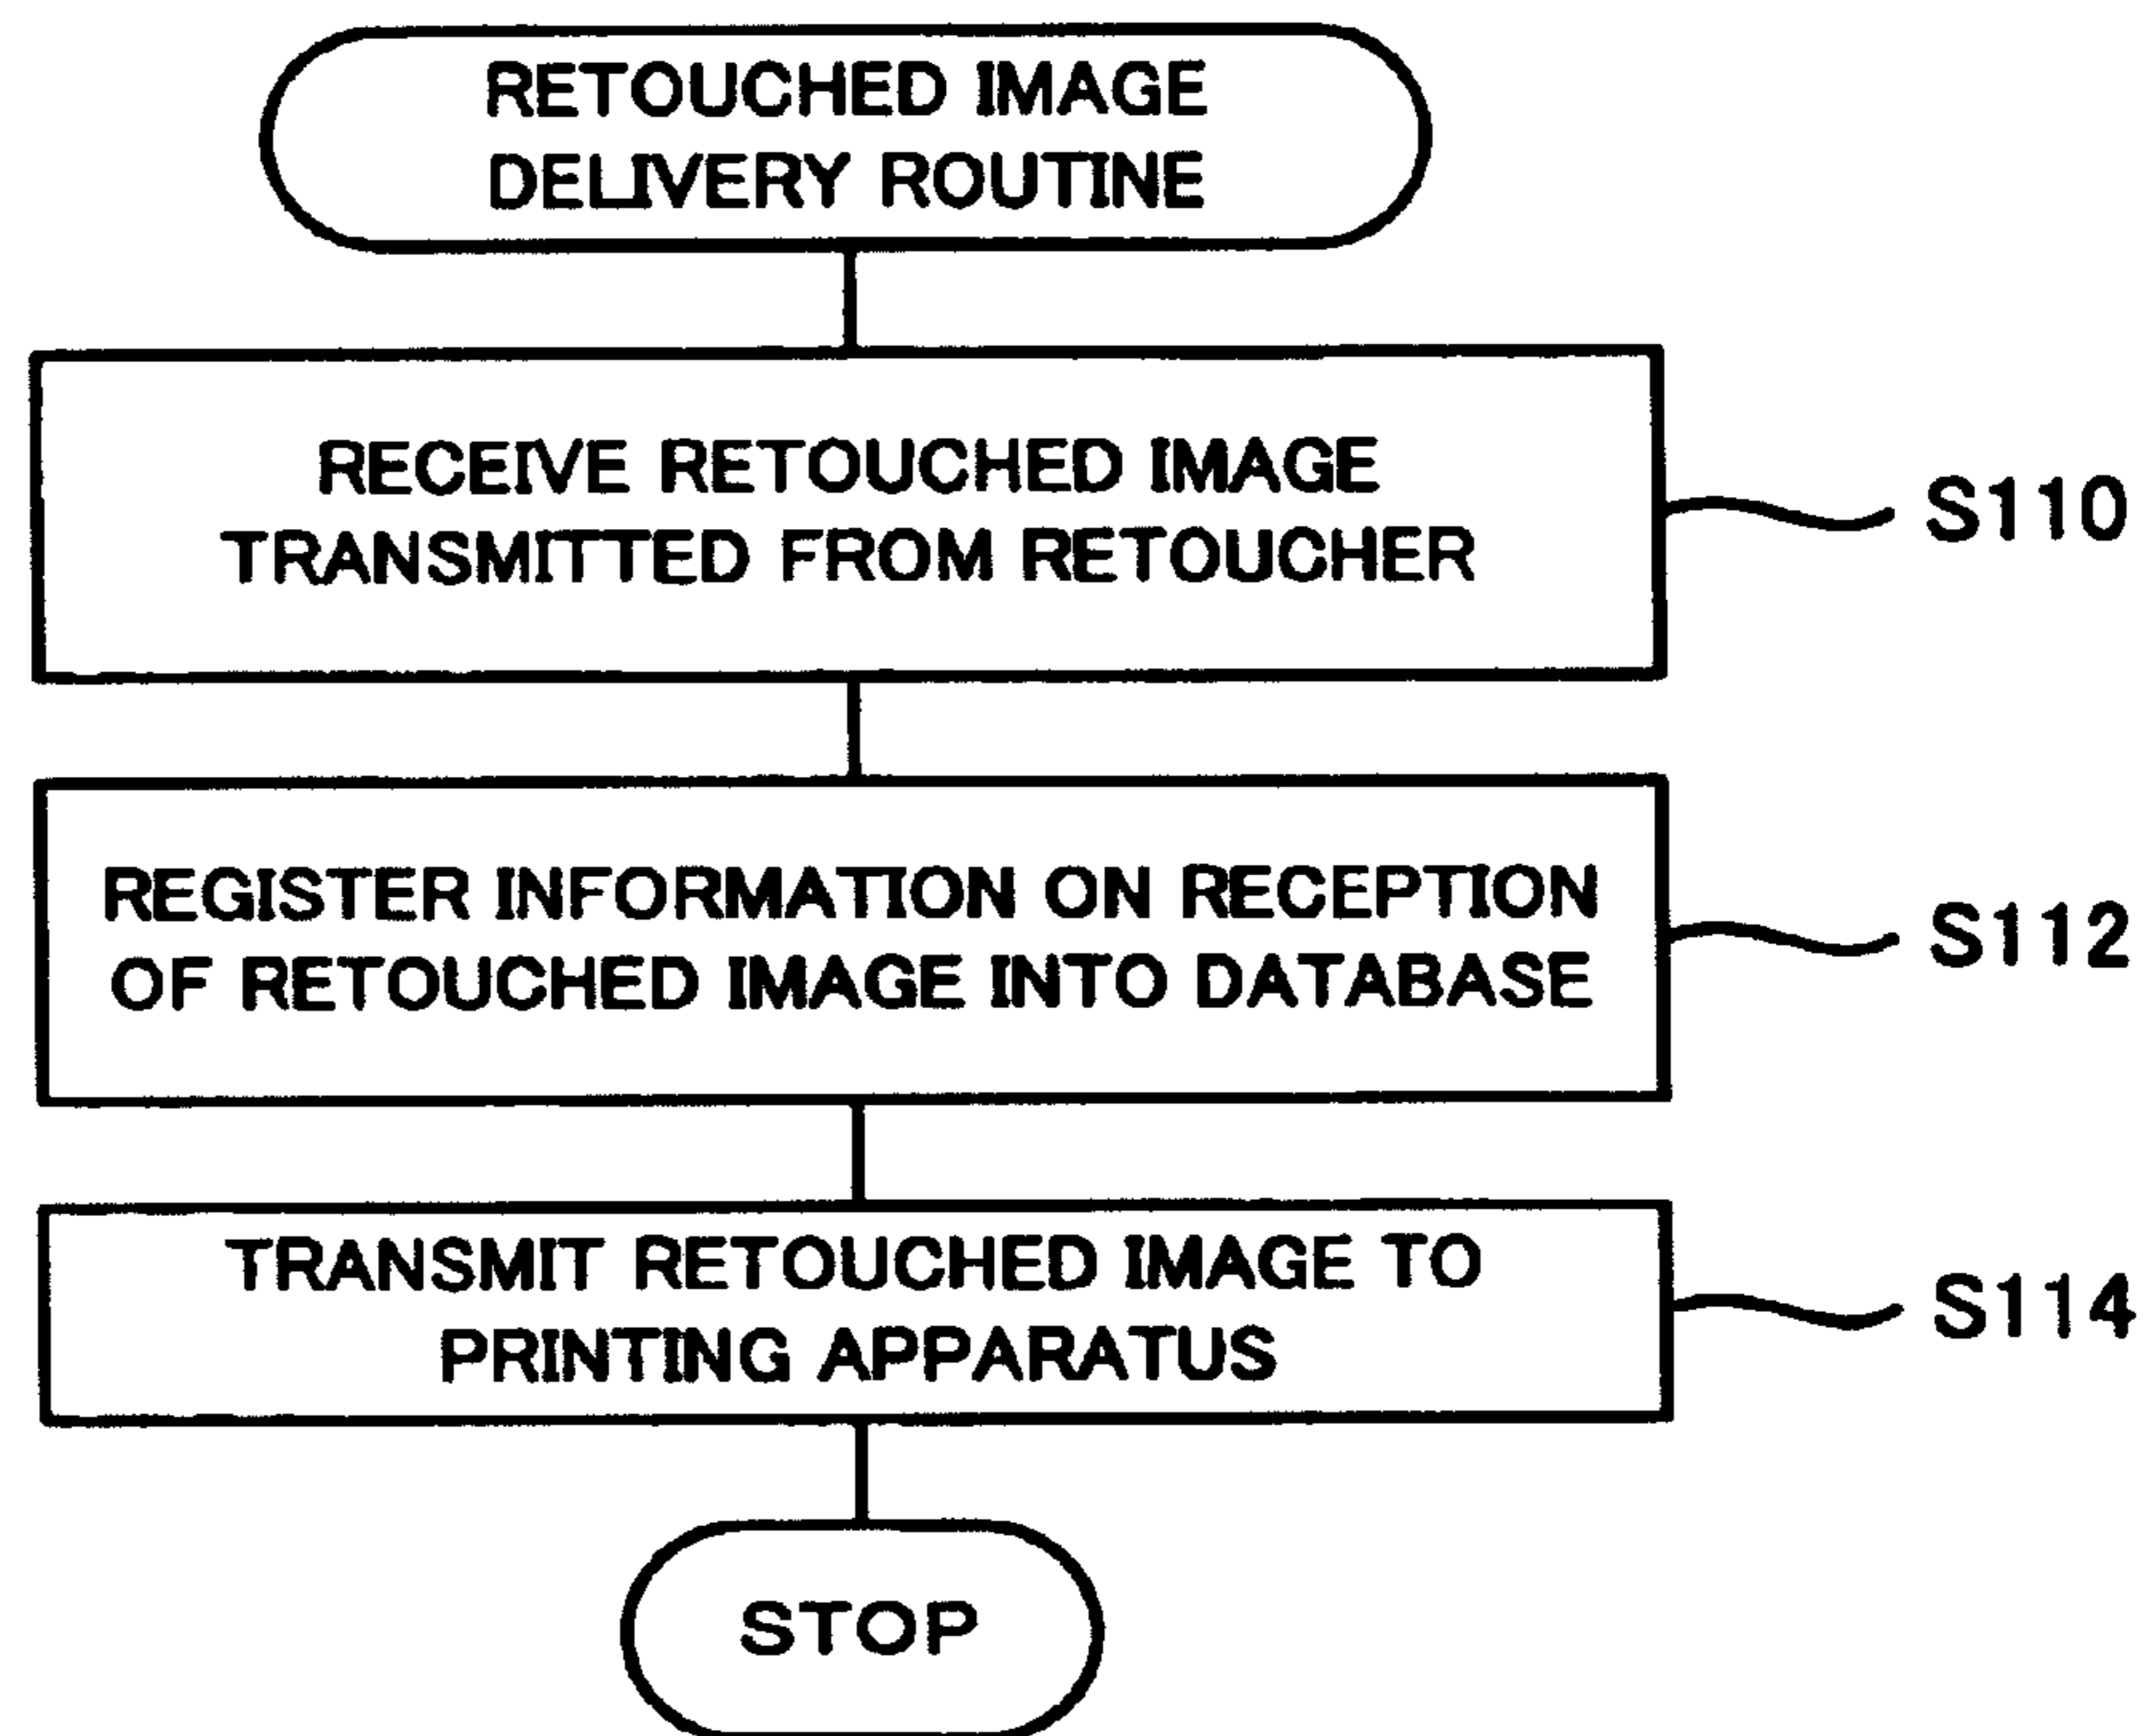 RETOUCHED IMAGE
DELIVERY ROUTINE
RECEIVE RETOUCHED IMAGE
TRANSMITTED FROM RETOUCHER
S110
REGISTER INFORMATION ON RECEPTION
OF RETOUCHED IMAGE INTO DATABASE
S112
TRANSMIT RETOUCHED IMAGE TO
PRINTING APPARATUS
S114
STOP